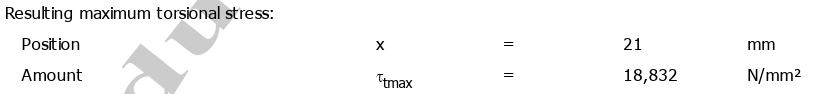 Resulting maximum torsional stress:
Position x = 21 mm
Amount τtmax = 18,832 N/mm²